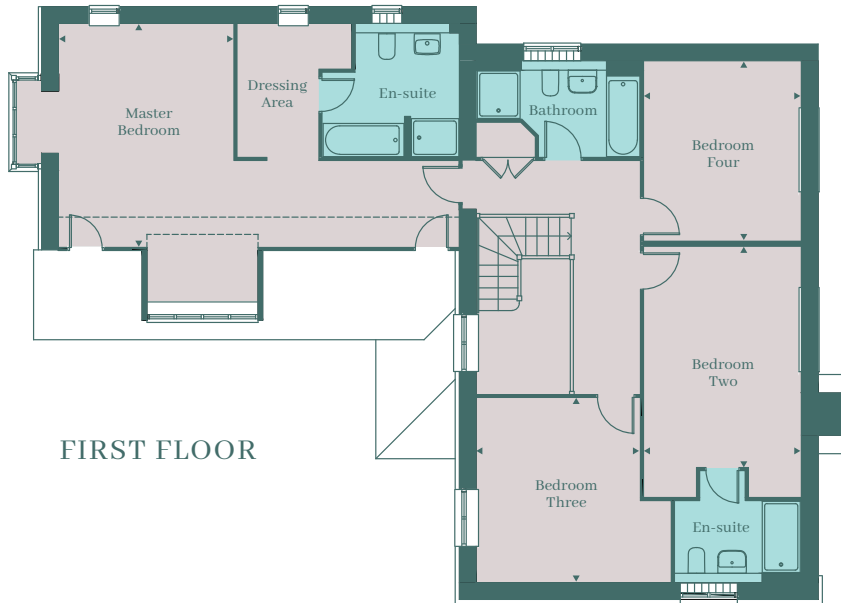 Master
Bedroom
Dressing
Area
En-suite
Bathroom
Bedroom
Four
Bedroom
Two
Bedroom
Three
En-suite
FIRST FLOOR